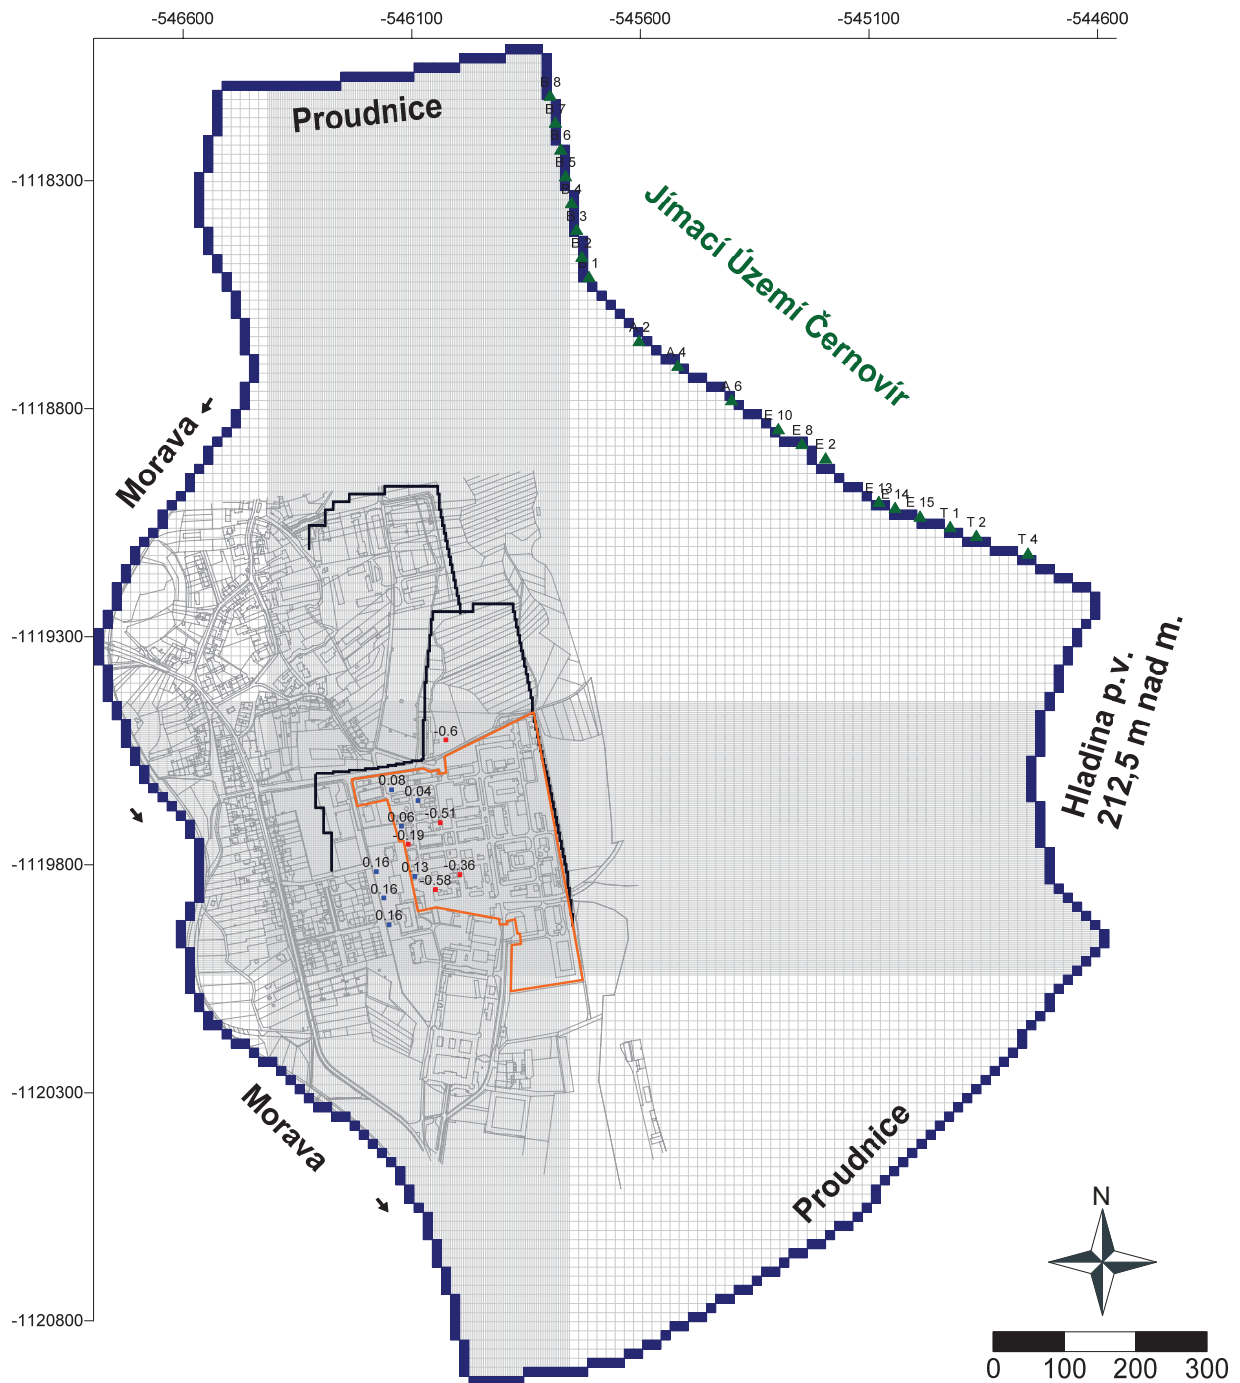 -546600
-546100
-545600
-545100
-544600
Proudnice
B 8
B 7
B 6
B 5
B 4
B 3
B 2
1
-1118300
Jímací Území Černovír
A 2
A 4
A 6
E 10
E 8
E 2
E 13
E 14
E 15
T 1
T 2
T 4
-1118800
Morava
-1119300
Hladina p.v.
212,5 m nad m.
-0.6
0.08
0.04
0.06
-0.51
-0.19
0.16
0.13
-0.36
-0.58
0.16
0.16
-1119800
-1120300
Morava
Proudnice
N
-1120800
0
100
200
300